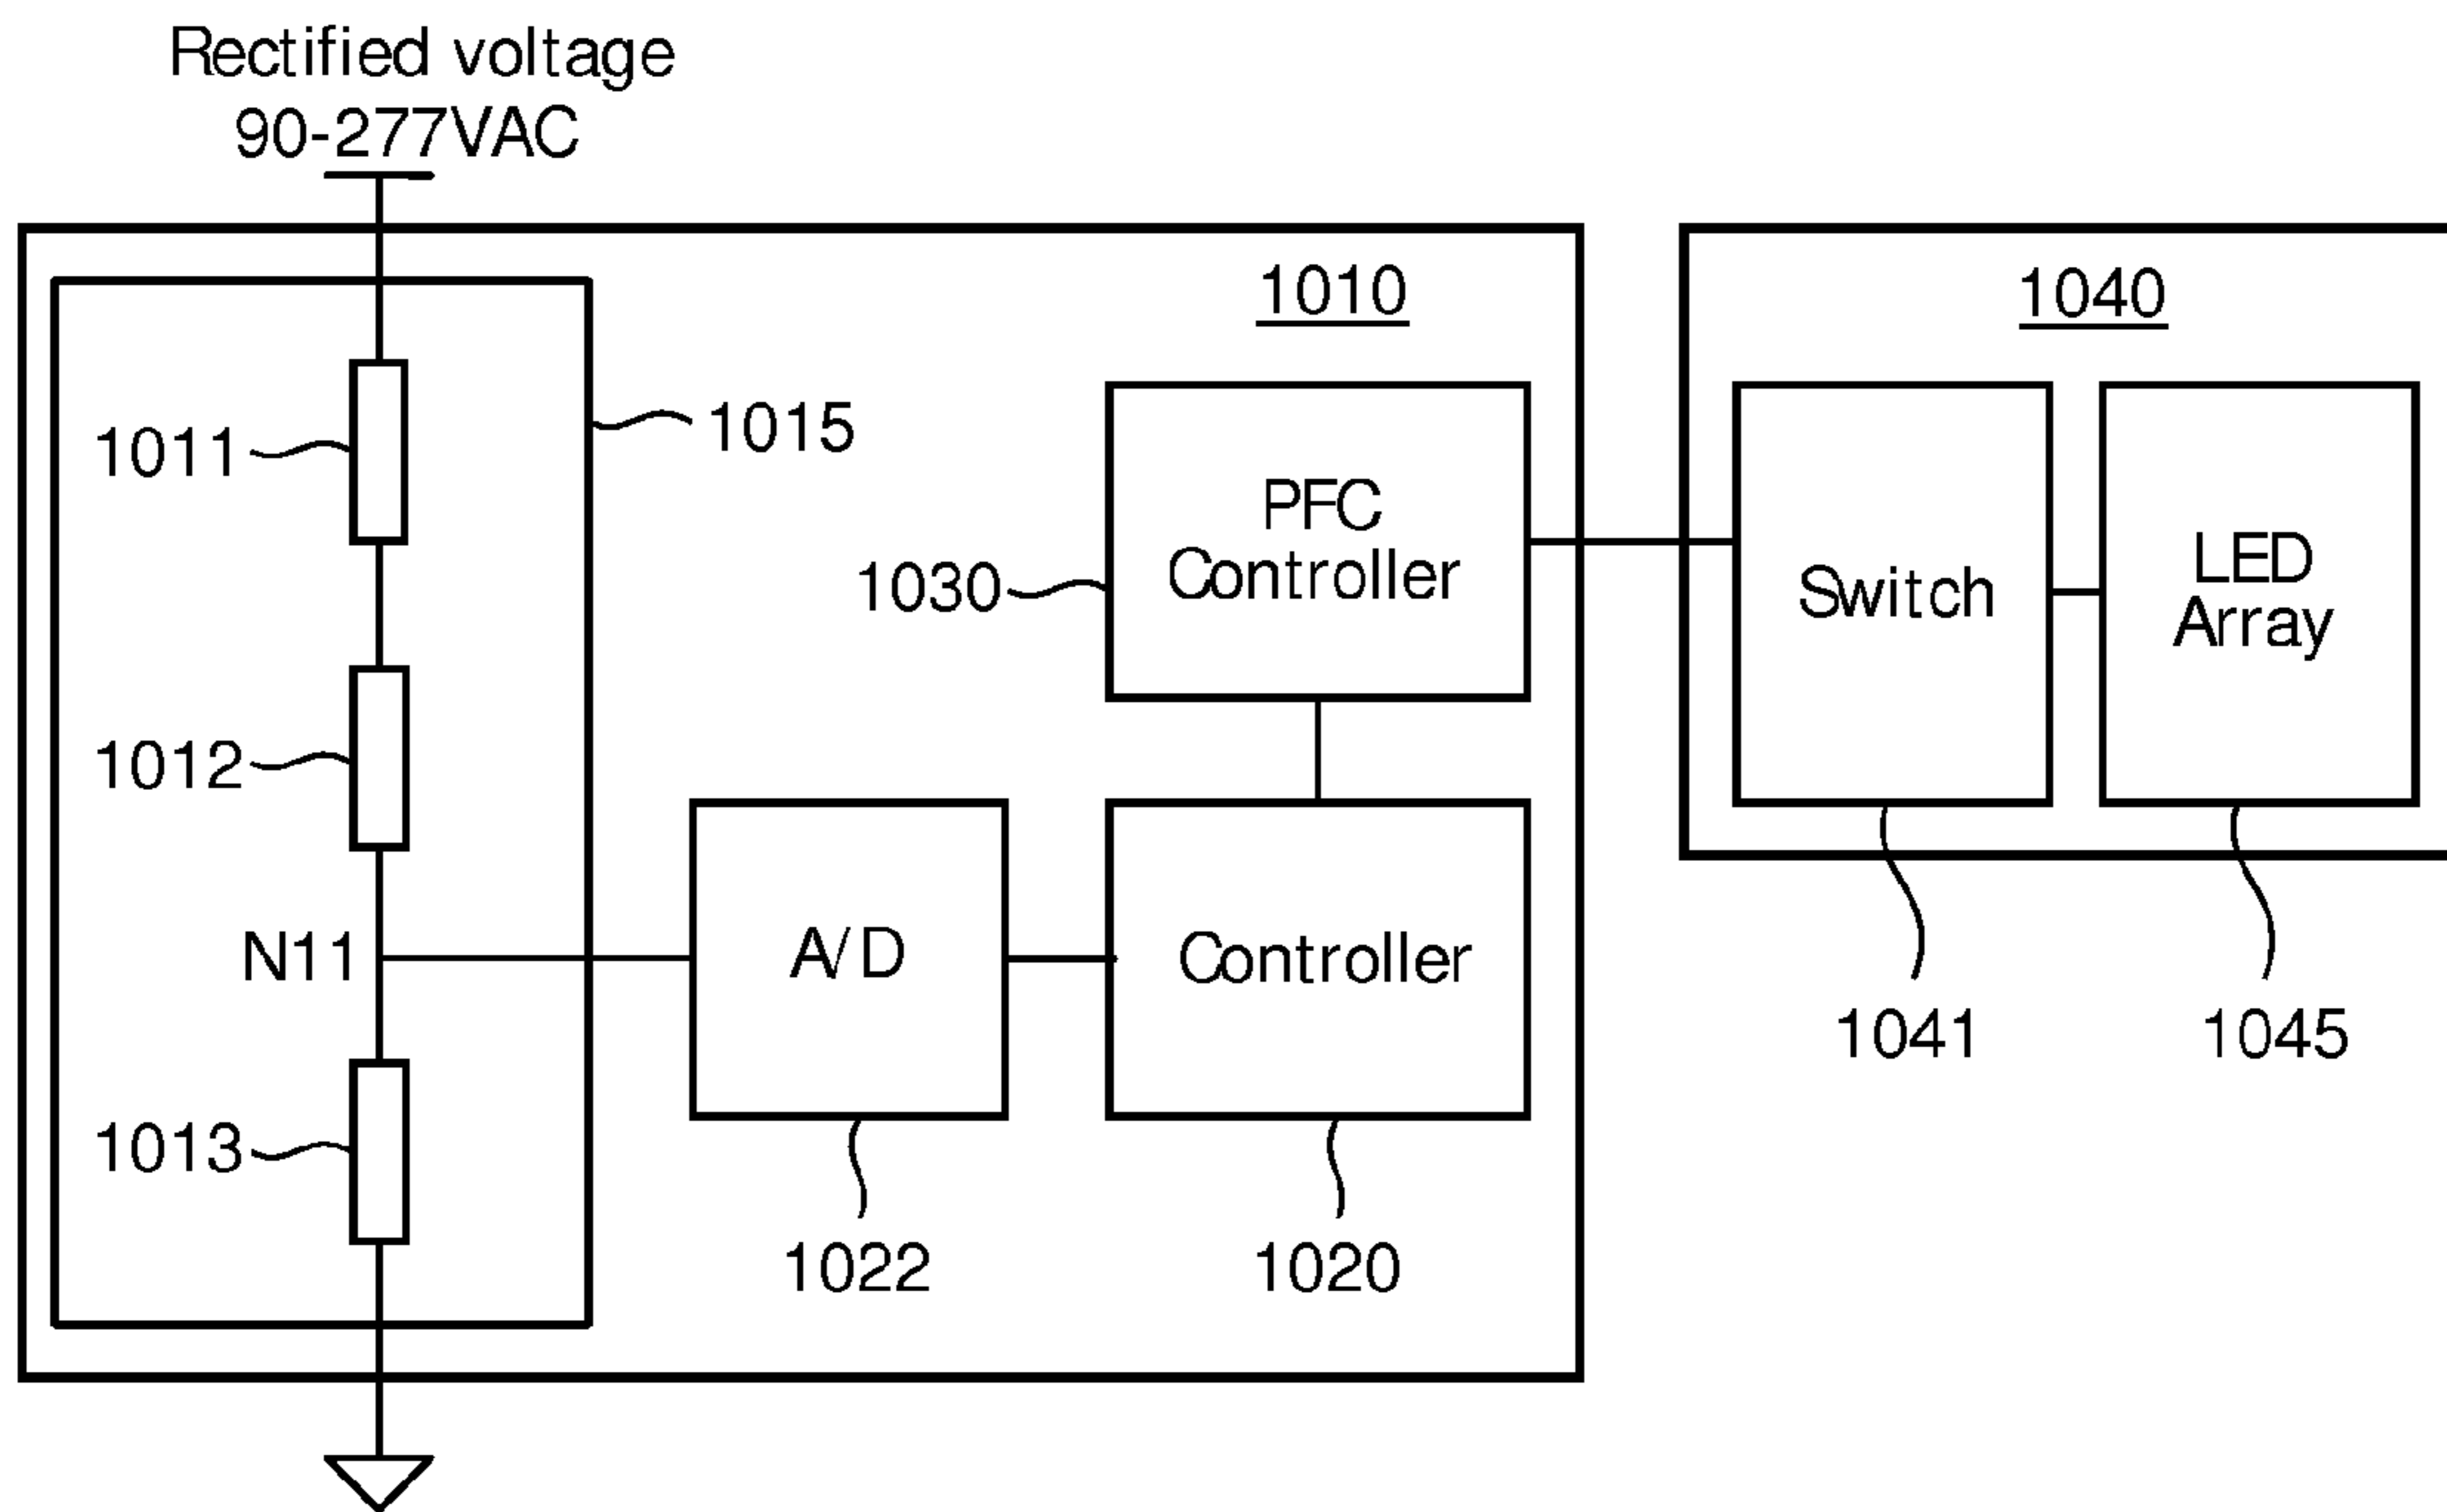 Rectified voltage
90-277VAC
1010
1040
1011
1015
PFC
Controller
1030
Switch
LED
Array
1012
N11
A/D
Controller
1041
1045
1013
1022
1020